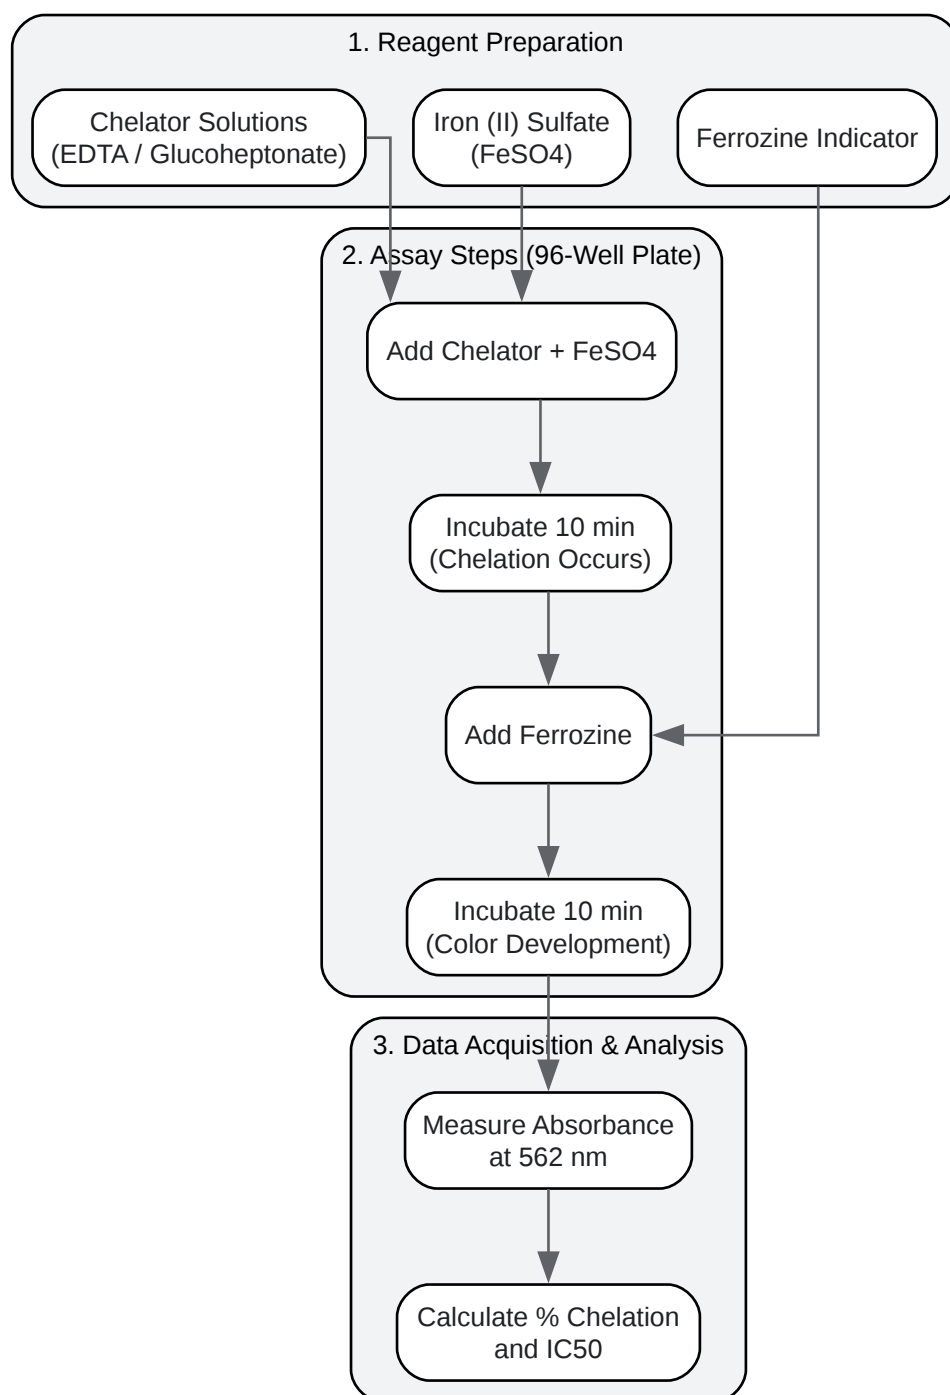 1. Reagent Preparation
Chelator Solutions
(EDTA / Glucoheptonate)
Iron (II) Sulfate
(FeSO4)
Ferrozine Indicator
2. Assay Steps (96-Well Plate)
Add Chelator + FeSO4
Incubate 10 min
(Chelation Occurs)
Add Ferrozine
Incubate 10 min
(Color Development)
3. Data Acquisition & Analysis
Measure Absorbance
at 562 nm
Calculate % Chelation
and IC50